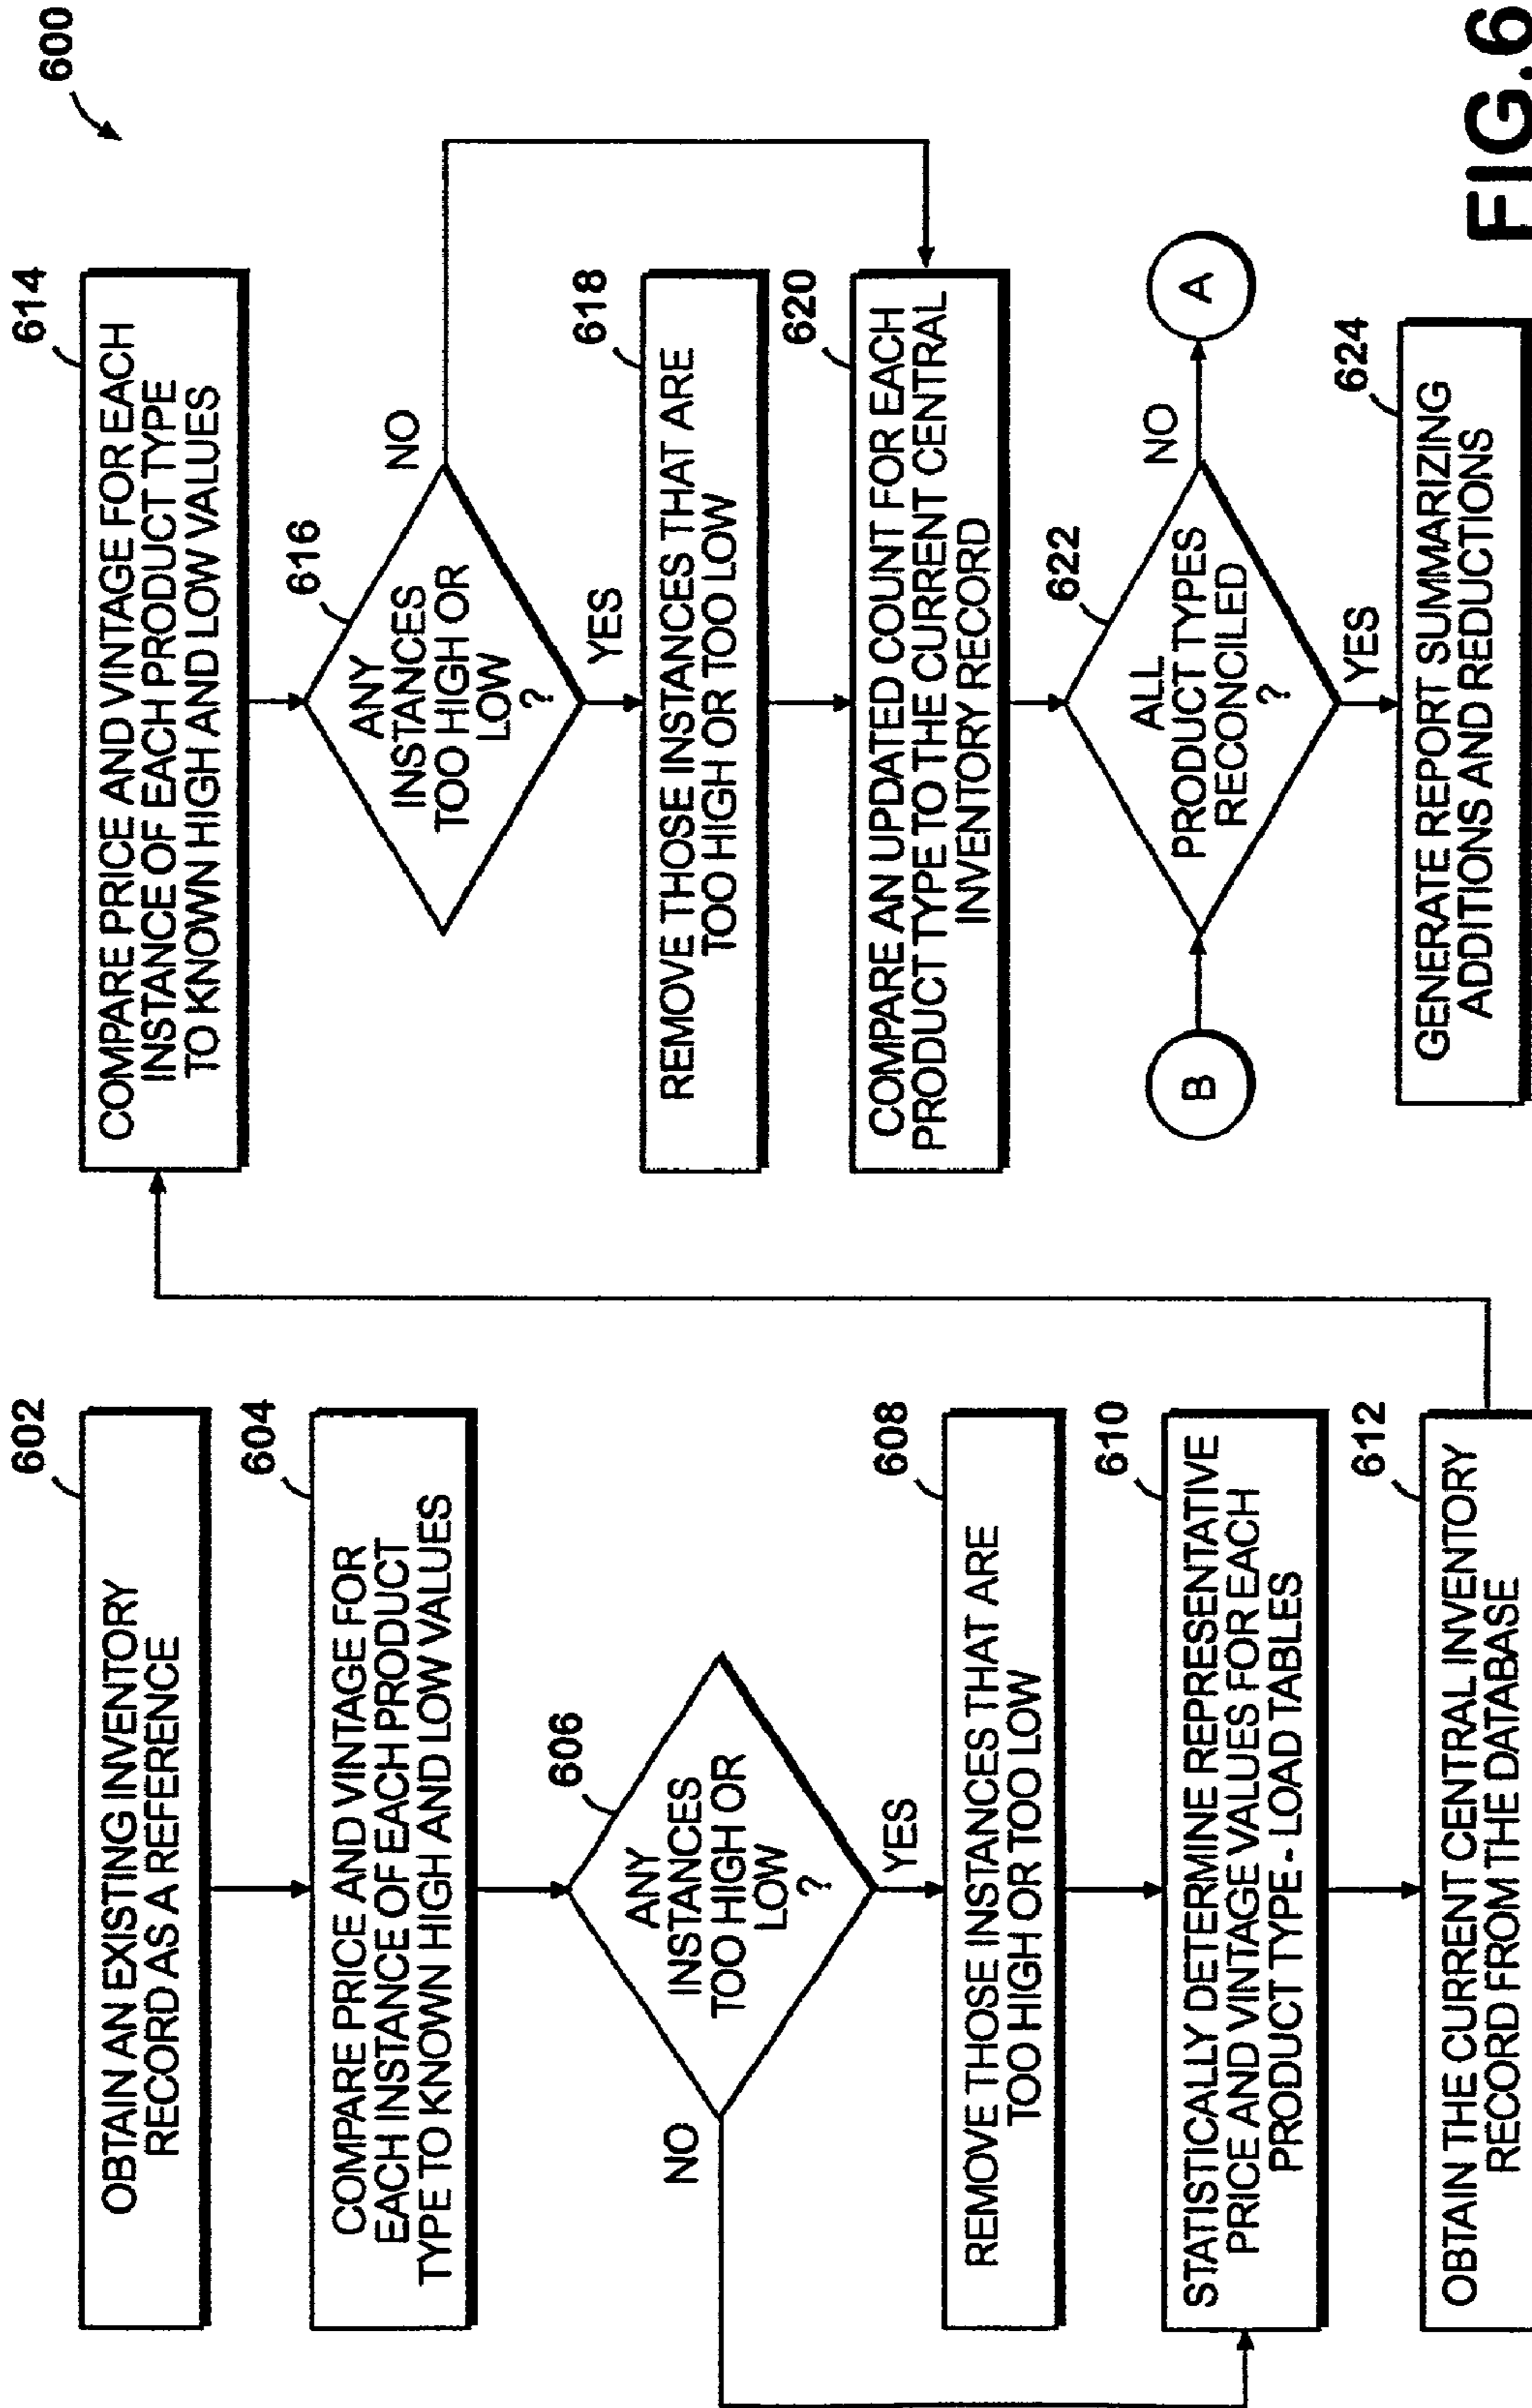 600
602
OBTAIN AN EXISTING INVENTORY
RECORD AS A REFERENCE
604
COMPARE PRICE AND VINTAGE FOR
EACH INSTANCE OF EACH PRODUCT
TYPE TO KNOWN HIGH AND LOW VALUES
606
ANY
INSTANCES
TOO HIGH OR
LOW
?
NO
YES
608
REMOVE THOSE INSTANCES THAT ARE
TOO HIGH OR TOO LOW
610
STATISTICALLY DETERMINE REPRESENTATIVE
PRICE AND VINTAGE VALUES FOR EACH
PRODUCT TYPE - LOAD TABLES
612
OBTAIN THE CURRENT CENTRAL INVENTORY
RECORD FROM THE DATABASE
614
COMPARE PRICE AND VINTAGE FOR EACH
INSTANCE OF EACH PRODUCT TYPE
TO KNOWN HIGH AND LOW VALUES
616
ANY
INSTANCES
TOO HIGH OR
LOW
?
NO
YES
618
REMOVE THOSE INSTANCES THAT ARE
TOO HIGH OR TOO LOW
620
COMPARE AN UPDATED COUNT FOR EACH
PRODUCT TYPE TO THE CURRENT CENTRAL
INVENTORY RECORD
622
ALL
PRODUCT TYPES
RECONCILED
?
B
NO
A
YES
624
GENERATE REPORT SUMMARIZING
ADDITIONS AND REDUCTIONS
FIG.6